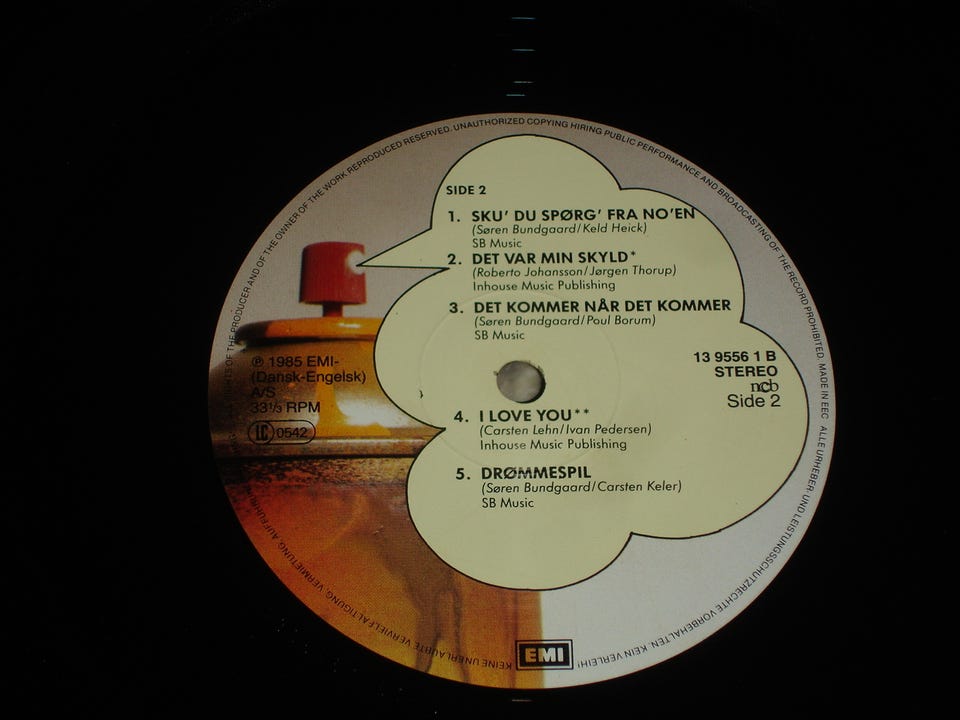 SIDE 2
1. SKU' DU SPØRG' FRA NO'EN
(Søren Bundgaard/Keld Heick)
SB Music
2. DET VAR MIN SKYLD*
(Roberto Johansson/Jørgen Thorup)
Inhouse Music Publishing
3. DET KOMMER NÅR DET KOMMER
(Søren Bundgaard/Poul Borum)
SB Music
℗ 1985 EMI-
(Dansk-Engelsk)
A/S
33⅓ RPM
LC 0542
13 9556 1 B
STEREO
ncb
Side 2
4. I LOVE YOU**
(Carsten Lehn/Ivan Pedersen)
Inhouse Music Publishing
5. DRØMMESPIL
(Søren Bundgaard/Carsten Keler)
SB Music
EMI
RIGHTS OF THE PRODUCER AND OF THE OWNER OF THE WORK REPRODUCED RESERVED. UNAUTHORIZED COPYING HIRING PUBLIC PERFORMANCE AND BROADCASTING OF THE RECORD PROHIBITED. MADE IN EEC ALLE URHEBER- UND LEISTUNGSSCHUTZRECHTE VORBEHALTEN. KEIN VERLEIH! KEINE UNERLAUBTE VERVIELFÄLTIGUNG, VERMIETUNG, AUFFÜHRUNG,